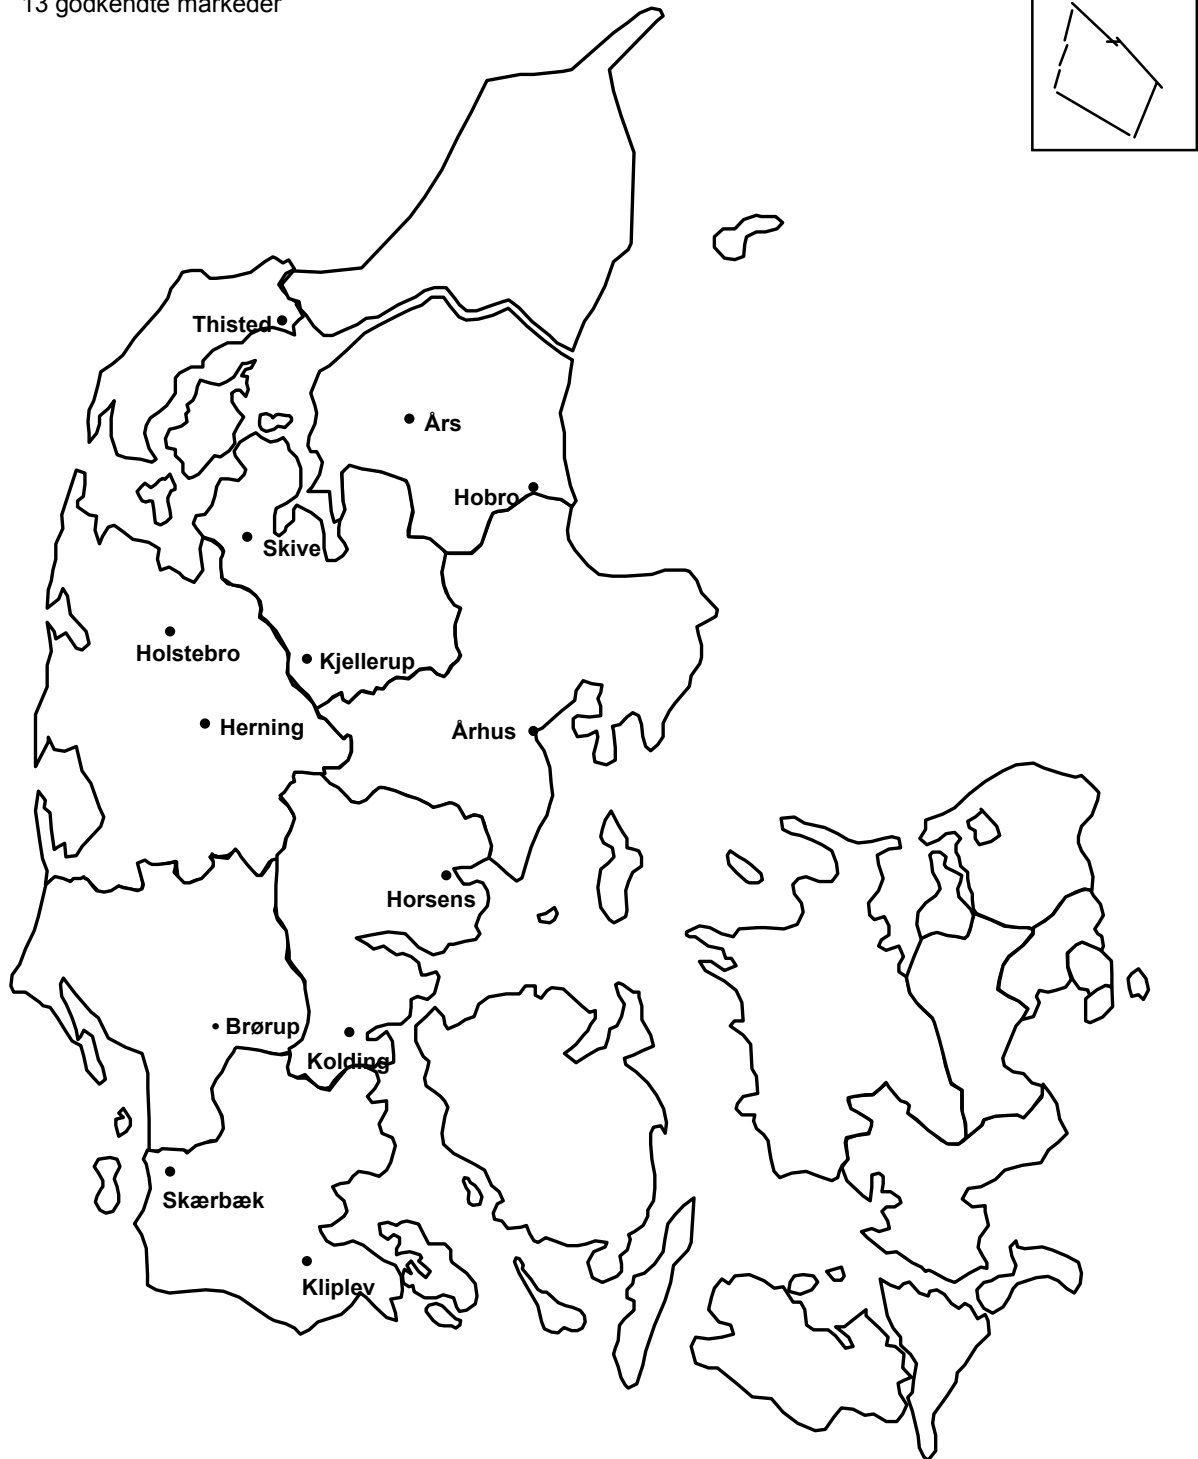 13 godkendte markeder
Thisted
Års
Hobro
Skive
Holstebro
Kjellerup
Herning
Århus
Horsens
Brørup
Kolding
Skærbæk
Kliplev